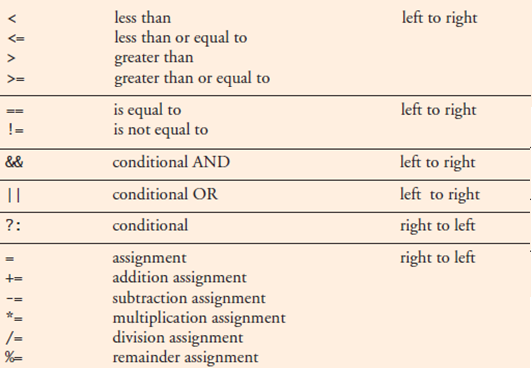 < less than left to right
<= less than or equal to
> greater than
>= greater than or equal to
== is equal to left to right
!= is not equal to
&& conditional AND left to right
|| conditional OR left to right
?: conditional right to left
= assignment right to left
+= addition assignment
-= subtraction assignment
*= multiplication assignment
/= division assignment
%= remainder assignment